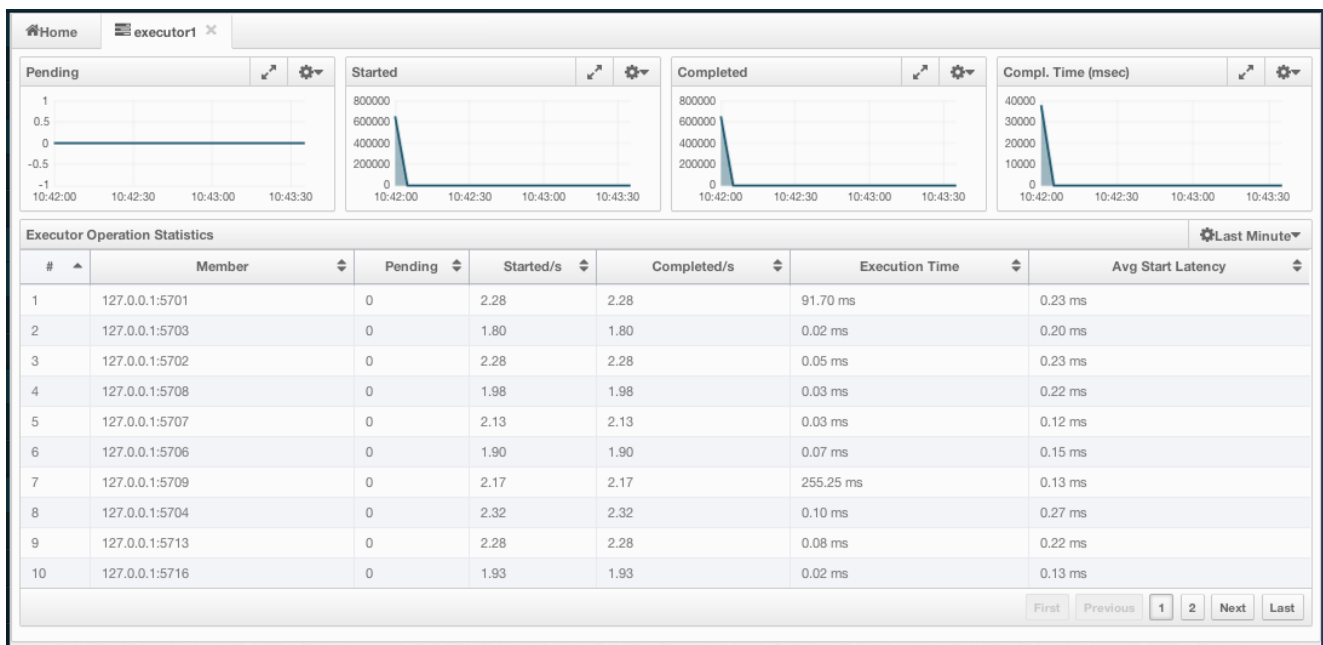 Home executor1
Pending Started Completed Compl. Time (msec)
1
0.5
0
-0.5
-1
10:42:00 10:42:30 10:43:00 10:43:30
800000
600000
400000
200000
0
10:42:00 10:42:30 10:43:00 10:43:30
800000
600000
400000
200000
0
10:42:00 10:42:30 10:43:00 10:43:30
40000
30000
20000
10000
0
10:42:00 10:42:30 10:43:00 10:43:30
Executor Operation Statistics Last Minute
# Member Pending Started/s Completed/s Execution Time Avg Start Latency
1 127.0.0.1:5701 0 2.28 2.28 91.70 ms 0.23 ms
2 127.0.0.1:5703 0 1.80 1.80 0.02 ms 0.20 ms
3 127.0.0.1:5702 0 2.28 2.28 0.05 ms 0.23 ms
4 127.0.0.1:5708 0 1.98 1.98 0.03 ms 0.22 ms
5 127.0.0.1:5707 0 2.13 2.13 0.03 ms 0.12 ms
6 127.0.0.1:5706 0 1.90 1.90 0.07 ms 0.15 ms
7 127.0.0.1:5709 0 2.17 2.17 255.25 ms 0.13 ms
8 127.0.0.1:5704 0 2.32 2.32 0.10 ms 0.27 ms
9 127.0.0.1:5713 0 2.28 2.28 0.08 ms 0.22 ms
10 127.0.0.1:5716 0 1.93 1.93 0.02 ms 0.13 ms
First Previous 1 2 Next Last